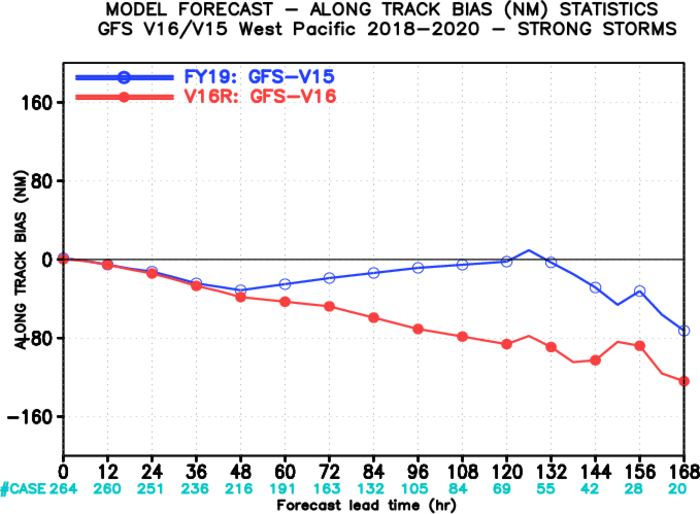 MODEL FORECAST – ALONG TRACK BIAS (NM) STATISTICS
GFS V16/V15 West Pacific 2018–2020 – STRONG STORMS
FY19: GFS–V15
V16R: GFS–V16
ALONG TRACK BIAS (NM)
160
80
0
–80
–160
0 12 24 36 48 60 72 84 96 108 120 132 144 156 168
#CASE 264 260 251 236 216 191 163 132 105 84 69 55 42 28 20
Forecast lead time (hr)